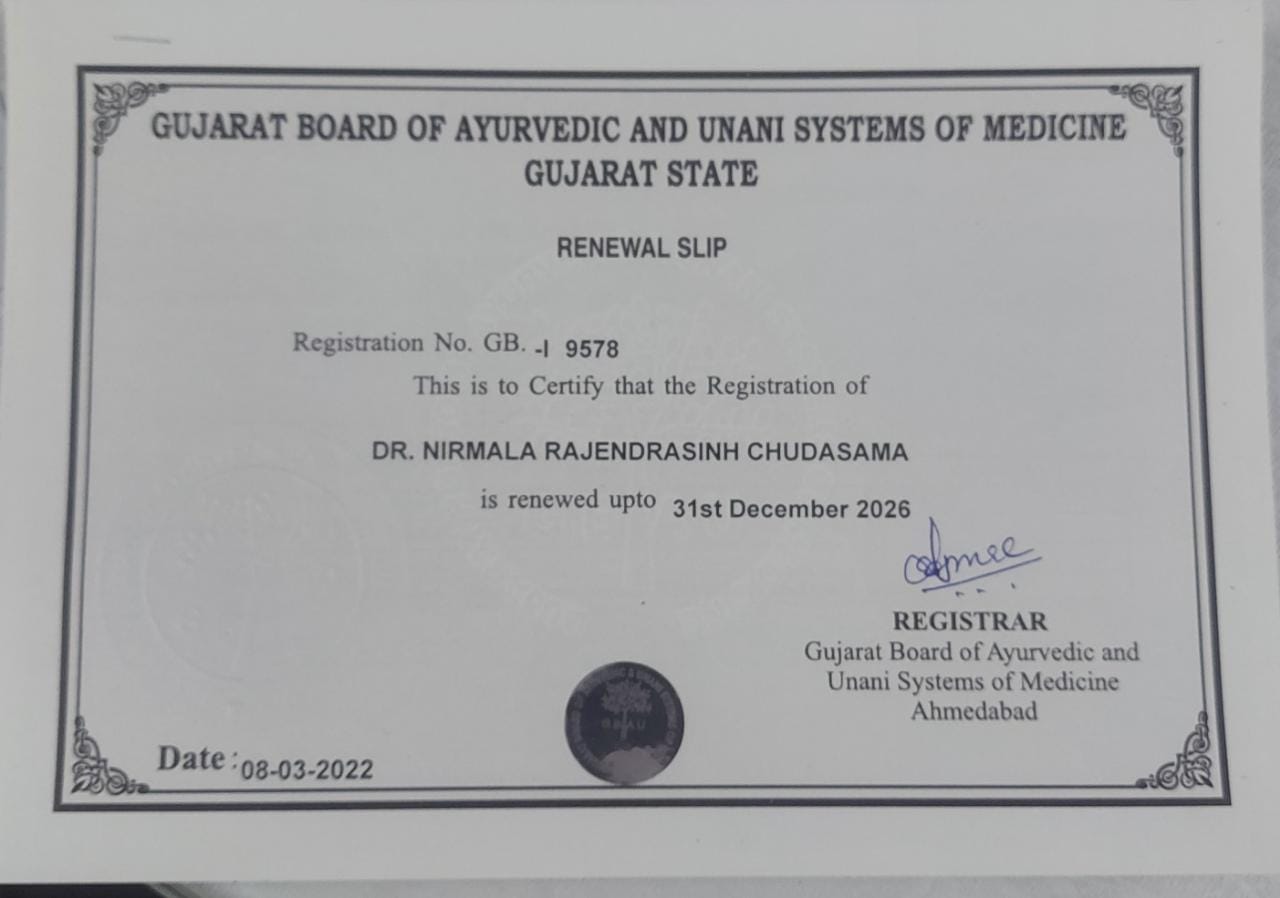 GUJARAT BOARD OF AYURVEDIC AND UNANI SYSTEMS OF MEDICINE
GUJARAT STATE
RENEWAL SLIP
Registration No. GB. -I 9578
This is to Certify that the Registration of
DR. NIRMALA RAJENDRASINH CHUDASAMA
is renewed upto 31st December 2026
REGISTRAR
Gujarat Board of Ayurvedic and
Unani Systems of Medicine
Ahmedabad
Date : 08-03-2022